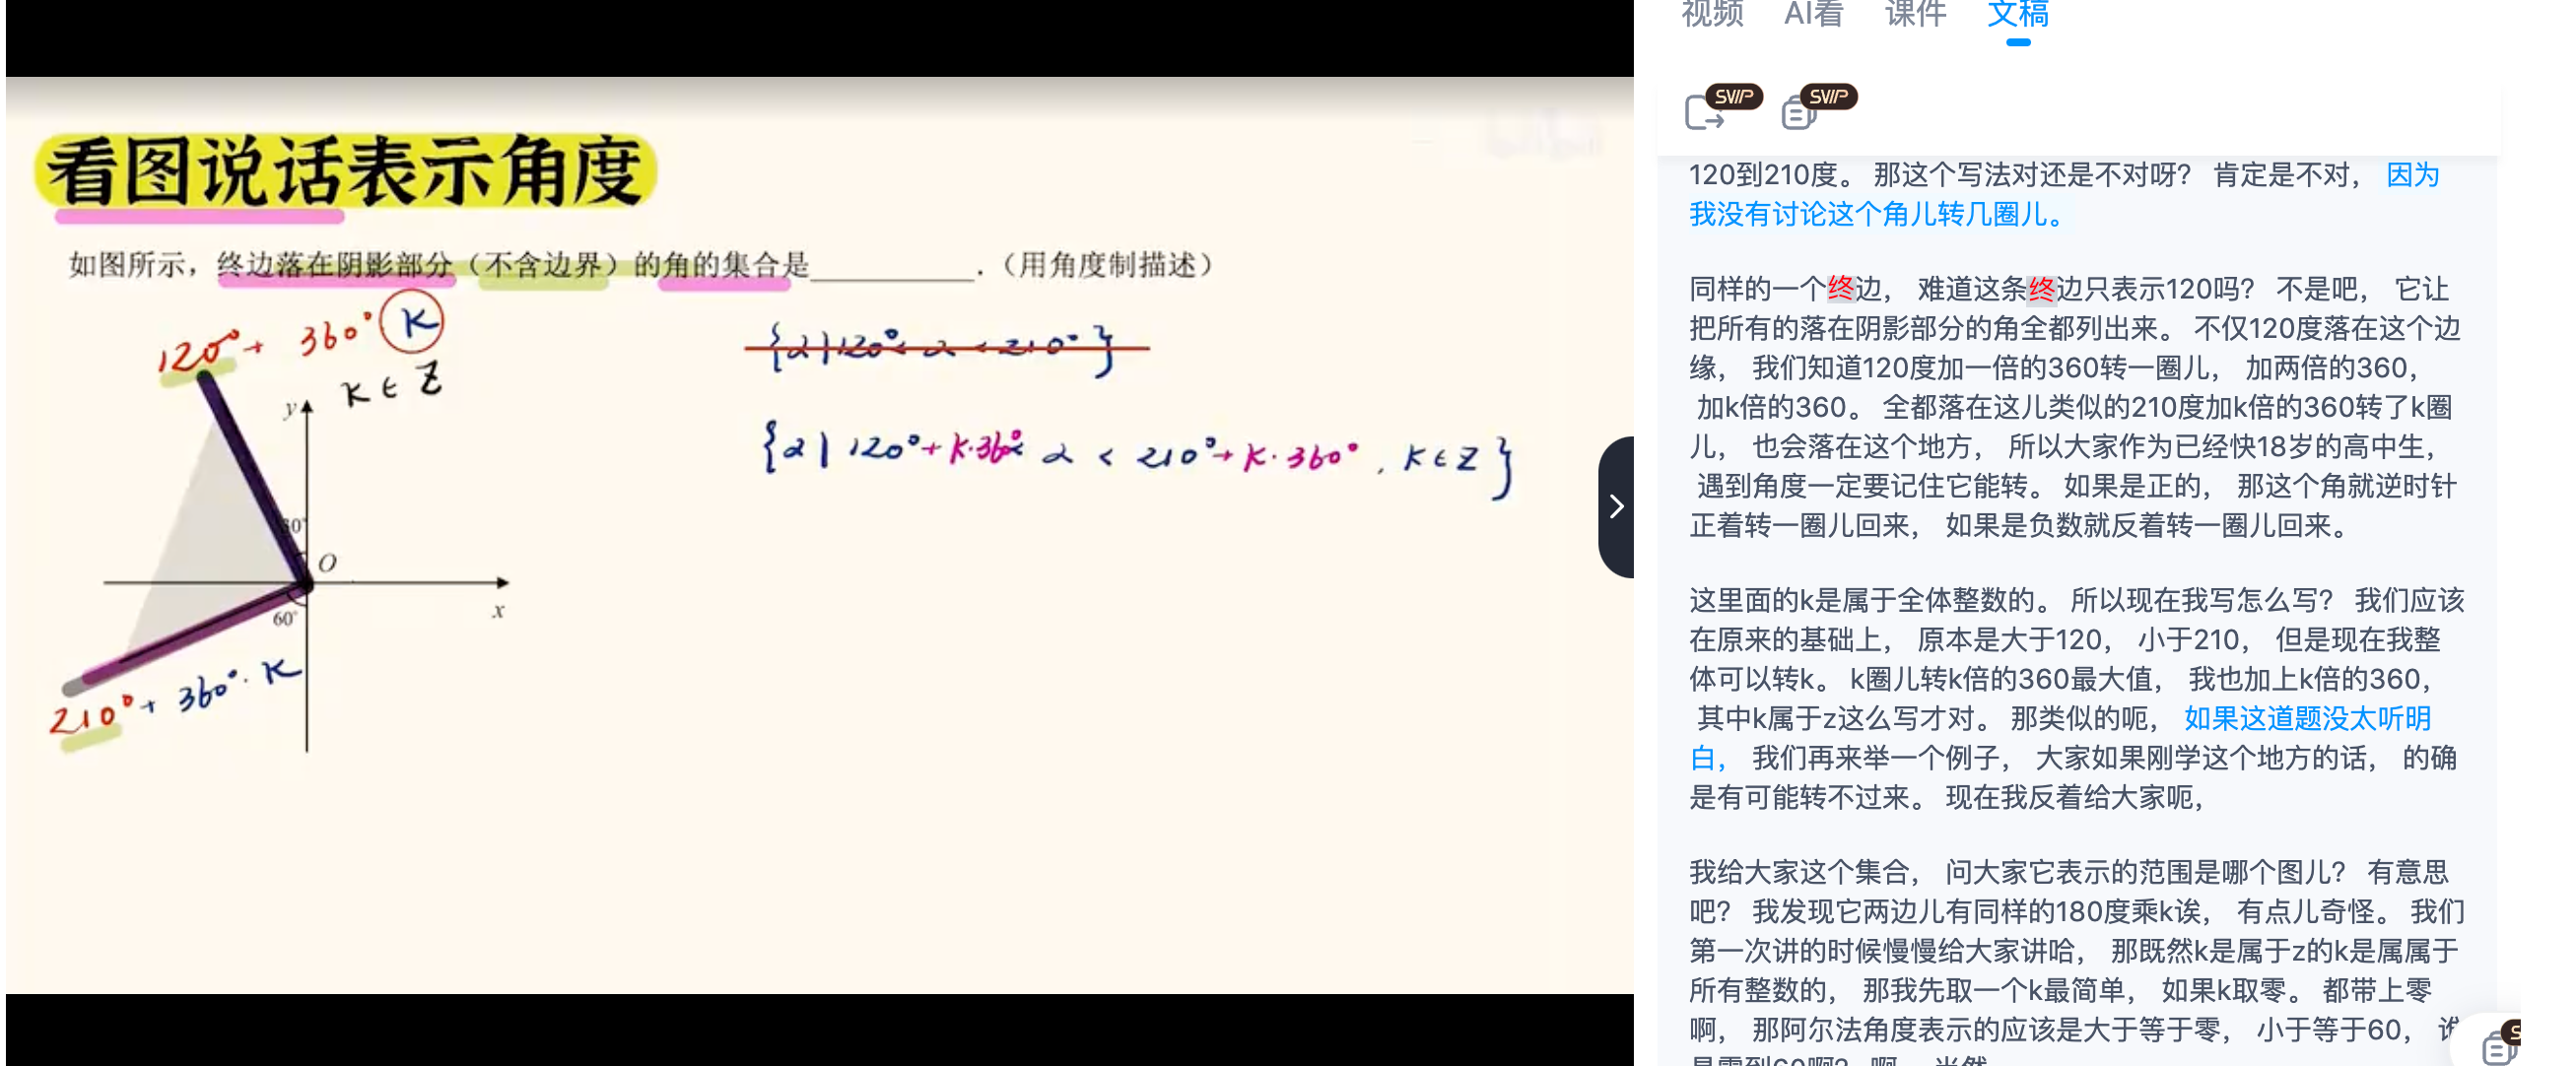 看图说话表示角度
如图所示，终边落在阴影部分（不含边界）的角的集合是__________．（用角度制描述）
120°+ 360° K
K ∈ Z
y
30°
O
x
60°
210°+ 360°·K
{α|120°< α < 210°}
{α| 120°+K·360°< α < 210°+K·360°, K∈Z}
视频 AI看 课件 文稿
SVIP SVIP
120到210度。 那这个写法对还是不对呀？ 肯定是不对， 因为
我没有讨论这个角儿转几圈儿。
同样的一个终边， 难道这条终边只表示120吗？ 不是吧， 它让
把所有的落在阴影部分的角全都列出来。 不仅120度落在这个边
缘， 我们知道120度加一倍的360转一圈儿， 加两倍的360，
加k倍的360。 全都落在这儿类似的210度加k倍的360转了k圈
儿， 也会落在这个地方， 所以大家作为已经快18岁的高中生，
遇到角度一定要记住它能转。 如果是正的， 那这个角就逆时针
正着转一圈儿回来， 如果是负数就反着转一圈儿回来。
这里面的k是属于全体整数的。 所以现在我写怎么写？ 我们应该
在原来的基础上， 原本是大于120， 小于210， 但是现在我整
体可以转k。 k圈儿转k倍的360最大值， 我也加上k倍的360，
其中k属于z这么写才对。 那类似的呃， 如果这道题没太听明
白， 我们再来举一个例子， 大家如果刚学这个地方的话， 的确
是有可能转不过来。 现在我反着给大家呃，
我给大家这个集合， 问大家它表示的范围是哪个图儿？ 有意思
吧？ 我发现它两边儿有同样的180度乘k诶， 有点儿奇怪。 我们
第一次讲的时候慢慢给大家讲哈， 那既然k是属于z的k是属属于
所有整数的， 那我先取一个k最简单， 如果k取零。 都带上零
啊， 那阿尔法角度表示的应该是大于等于零， 小于等于60，